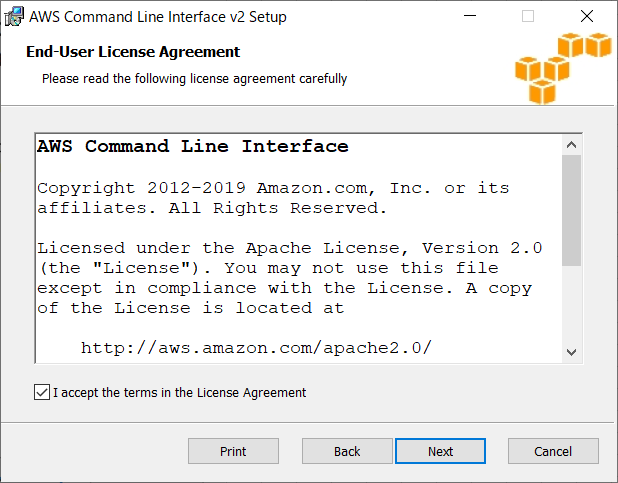 AWS Command Line Interface v2 Setup
End-User License Agreement
Please read the following license agreement carefully
AWS Command Line Interface
Copyright 2012-2019 Amazon.com, Inc. or its
affiliates. All Rights Reserved.
Licensed under the Apache License, Version 2.0
(the "License"). You may not use this file
except in compliance with the License. A copy
of the License is located at
http://aws.amazon.com/apache2.0/
I accept the terms in the License Agreement
Print
Back
Next
Cancel